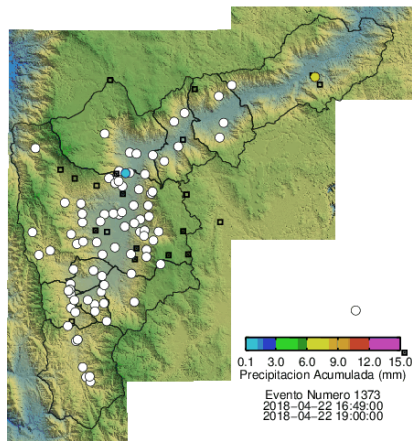 0.1 3.0 6.0 9.0 12.0 15.0
Precipitacion Acumulada (mm)
Evento Numero 1373
2018-04-22 16:49:00
2018-04-22 19:00:00